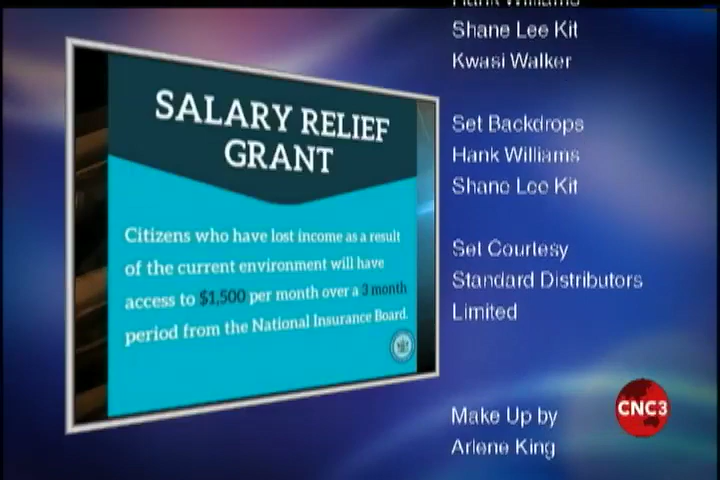 SALARY RELIEF
GRANT
Citizens who have lost income as a result
of the current environment will have
access to $1,500 per month over a 3 month
period from the National Insurance Board.
Hank Williams
Shane Lee Kit
Kwasi Walker
Set Backdrops
Hank Williams
Shane Lee Kit
Set Courtesy
Standard Distributors
Limited
Make Up by
Arlene King
CNC3